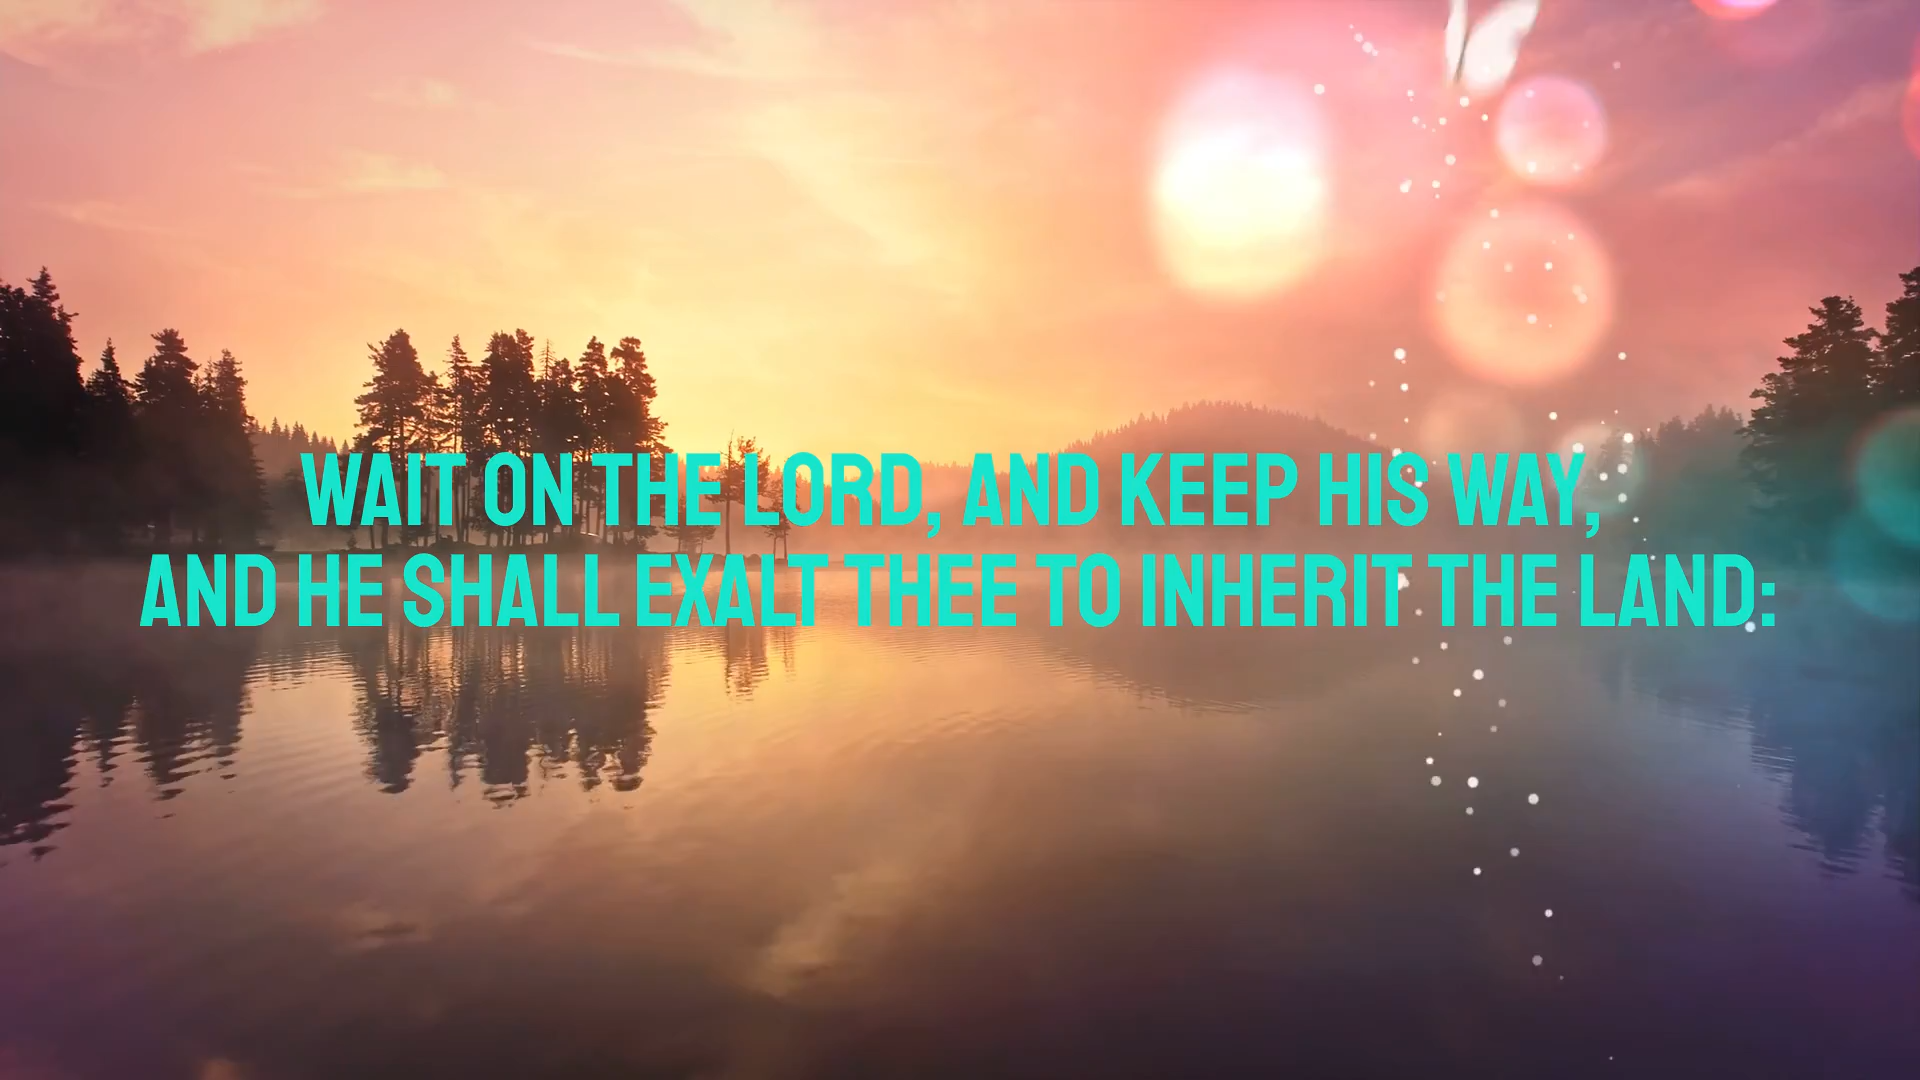 WAIT ON THE LORD, AND KEEP HIS WAY,
AND HE SHALL EXALT THEE TO INHERIT THE LAND: